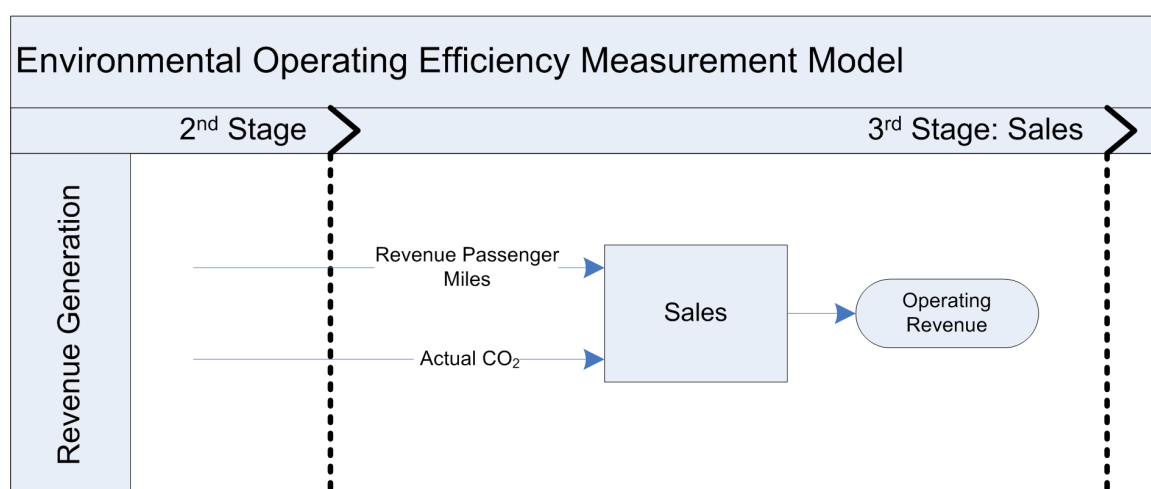 Environmental Operating Efficiency Measurement Model
2nd Stage
3rd Stage: Sales
Revenue Generation
Revenue Passenger
Miles
Actual CO₂
Sales
Operating
Revenue